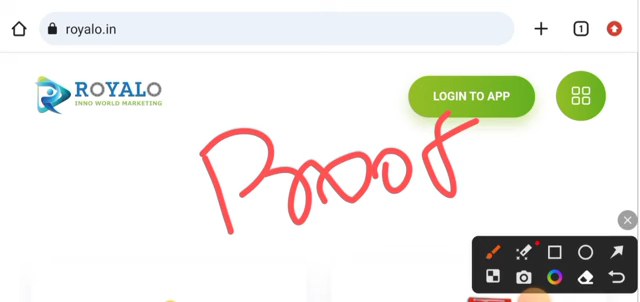 1
royalo.in
ROYALO
INNO WORLD MARKETING
LOGIN TO APP
Proof